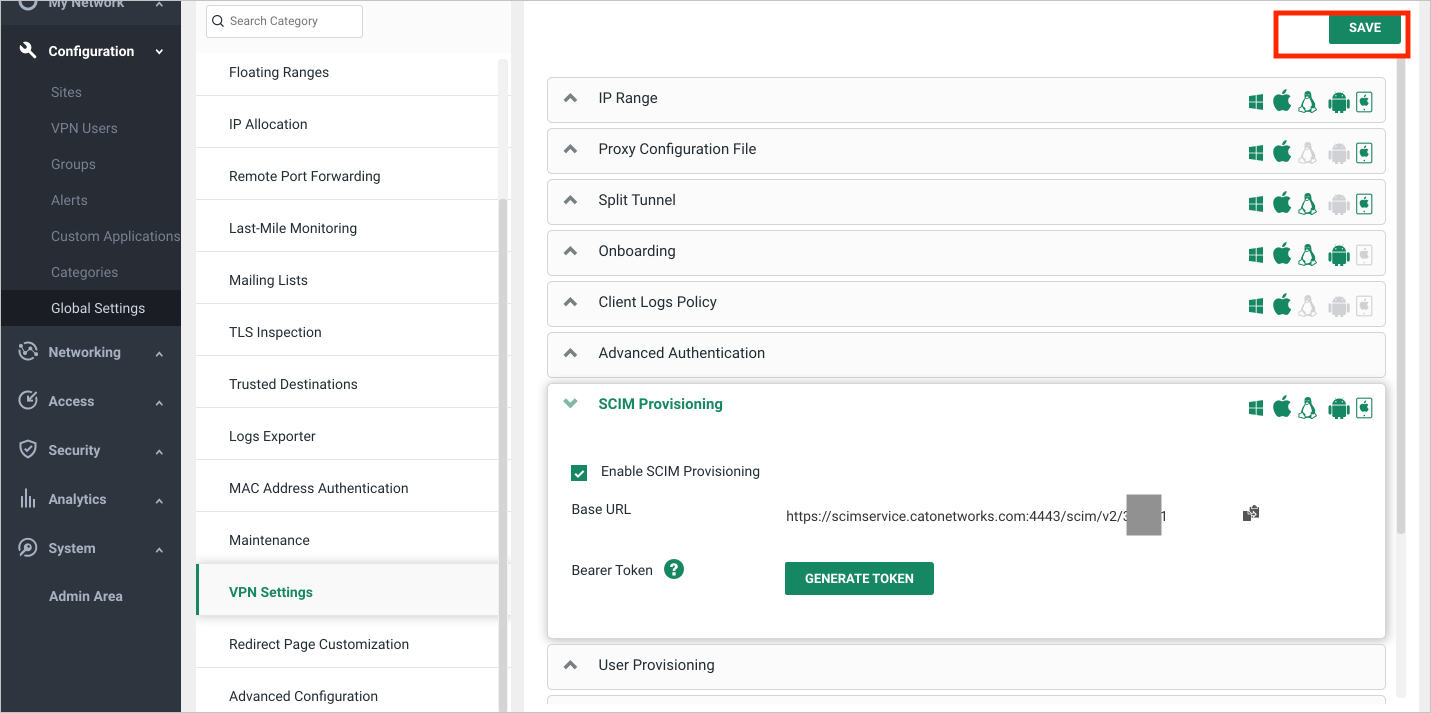 My Network
Configuration
Sites
VPN Users
Groups
Alerts
Custom Applications
Categories
Global Settings
Networking
Access
Security
Analytics
System
Admin Area
Search Category
Floating Ranges
IP Allocation
Remote Port Forwarding
Last-Mile Monitoring
Mailing Lists
TLS Inspection
Trusted Destinations
Logs Exporter
MAC Address Authentication
Maintenance
VPN Settings
Redirect Page Customization
Advanced Configuration
SAVE
IP Range
Proxy Configuration File
Split Tunnel
Onboarding
Client Logs Policy
Advanced Authentication
SCIM Provisioning
Enable SCIM Provisioning
Base URL
https://scimservice.catonetworks.com:4443/scim/v2/3 1
Bearer Token ?
GENERATE TOKEN
User Provisioning